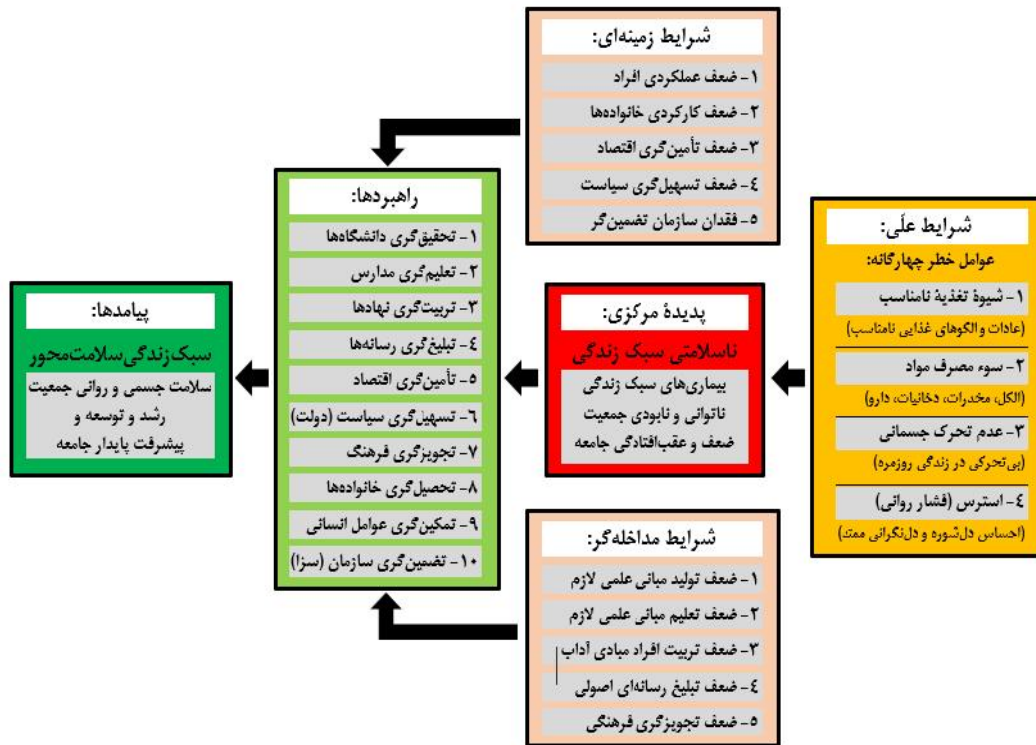 شرایط زمینه‌ای:
۱- ضعف عملکردی افراد
۲- ضعف کارکردی خانواده‌ها
۳- ضعف تأمین‌گری اقتصاد
٤- ضعف تسهیل‌گری سیاست
٥- فقدان سازمان تضمین‌گر
شرایط علّی:
عوامل خطر چهارگانه:
۱- شیوهٔ تغذیهٔ نامناسب
(عادات و الگوهای غذایی نامناسب)
۲- سوء مصرف مواد
(الکل، مخدرات، دخانیات، دارو)
۳- عدم تحرک جسمانی
(بی‌تحرکی در زندگی روزمره)
٤- استرس (فشار روانی)
(احساس دل‌شوره و دل‌نگرانی ممتد)
پدیدهٔ مرکزی:
ناسلامتی سبک زندگی
بیماری‌های سبک زندگی
ناتوانی و نابودی جمعیت
ضعف و عقب‌افتادگی جامعه
شرایط مداخله‌گر:
۱- ضعف تولید مبانی علمی لازم
۲- ضعف تعلیم مبانی علمی لازم
۳- ضعف تربیت افراد مبادی آداب
٤- ضعف تبلیغ رسانه‌ای اصولی
٥- ضعف تجویزگری فرهنگی
راهبردها:
۱- تحقیق‌گری دانشگاه‌ها
۲- تعلیم‌گری مدارس
۳- تربیت‌گری نهادها
٤- تبلیغ‌گری رسانه‌ها
٥- تأمین‌گری اقتصاد
٦- تسهیل‌گری سیاست (دولت)
۷- تجویزگری فرهنگ
۸- تحصیل‌گری خانواده‌ها
۹- تمکین‌گری عوامل انسانی
۱۰- تضمین‌گری سازمان (سزا)
پیامدها:
سبک‌زندگی‌سلامت‌محور
سلامت جسمی و روانی جمعیت
رشد و توسعه و
پیشرفت پایدار جامعه